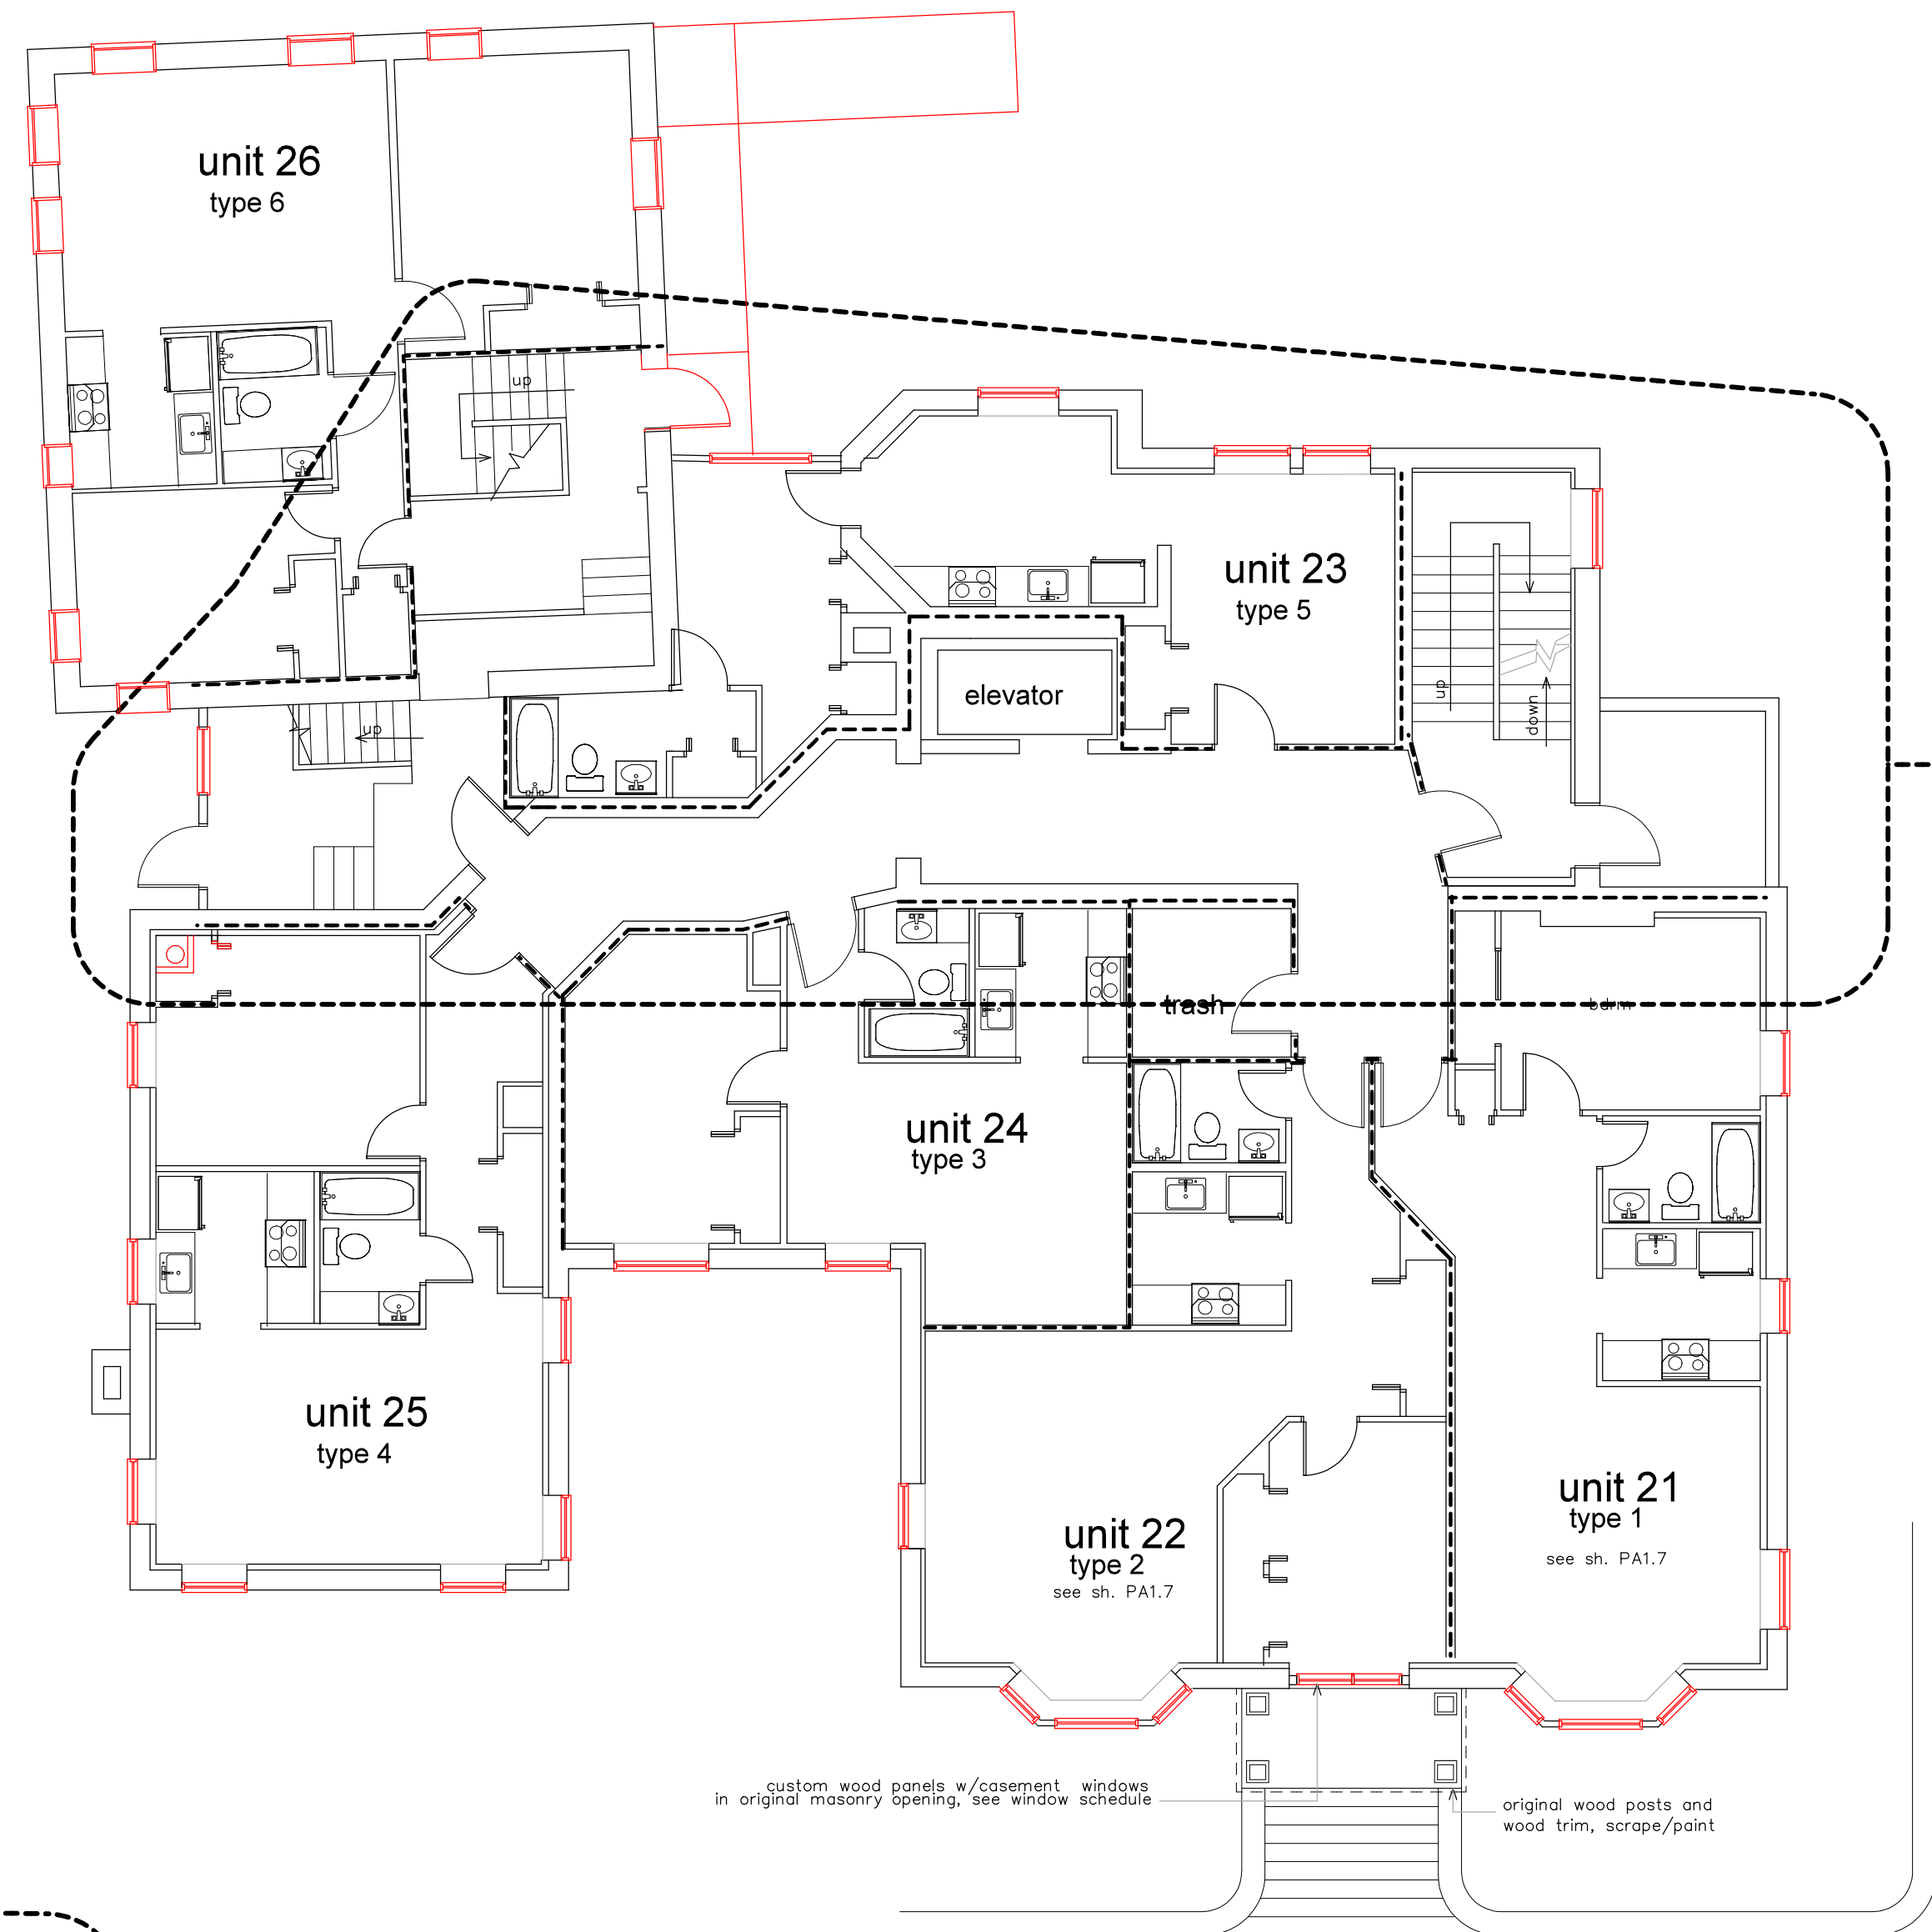 unit 26
type 6
up
unit 23
type 5
elevator
up
down
up
trash
bdrm
unit 24
type 3
unit 25
type 4
unit 21
type 1
see sh. PA1.7
unit 22
type 2
see sh. PA1.7
custom wood panels w/casement windows
in original masonry opening, see window schedule
original wood posts and
wood trim, scrape/paint